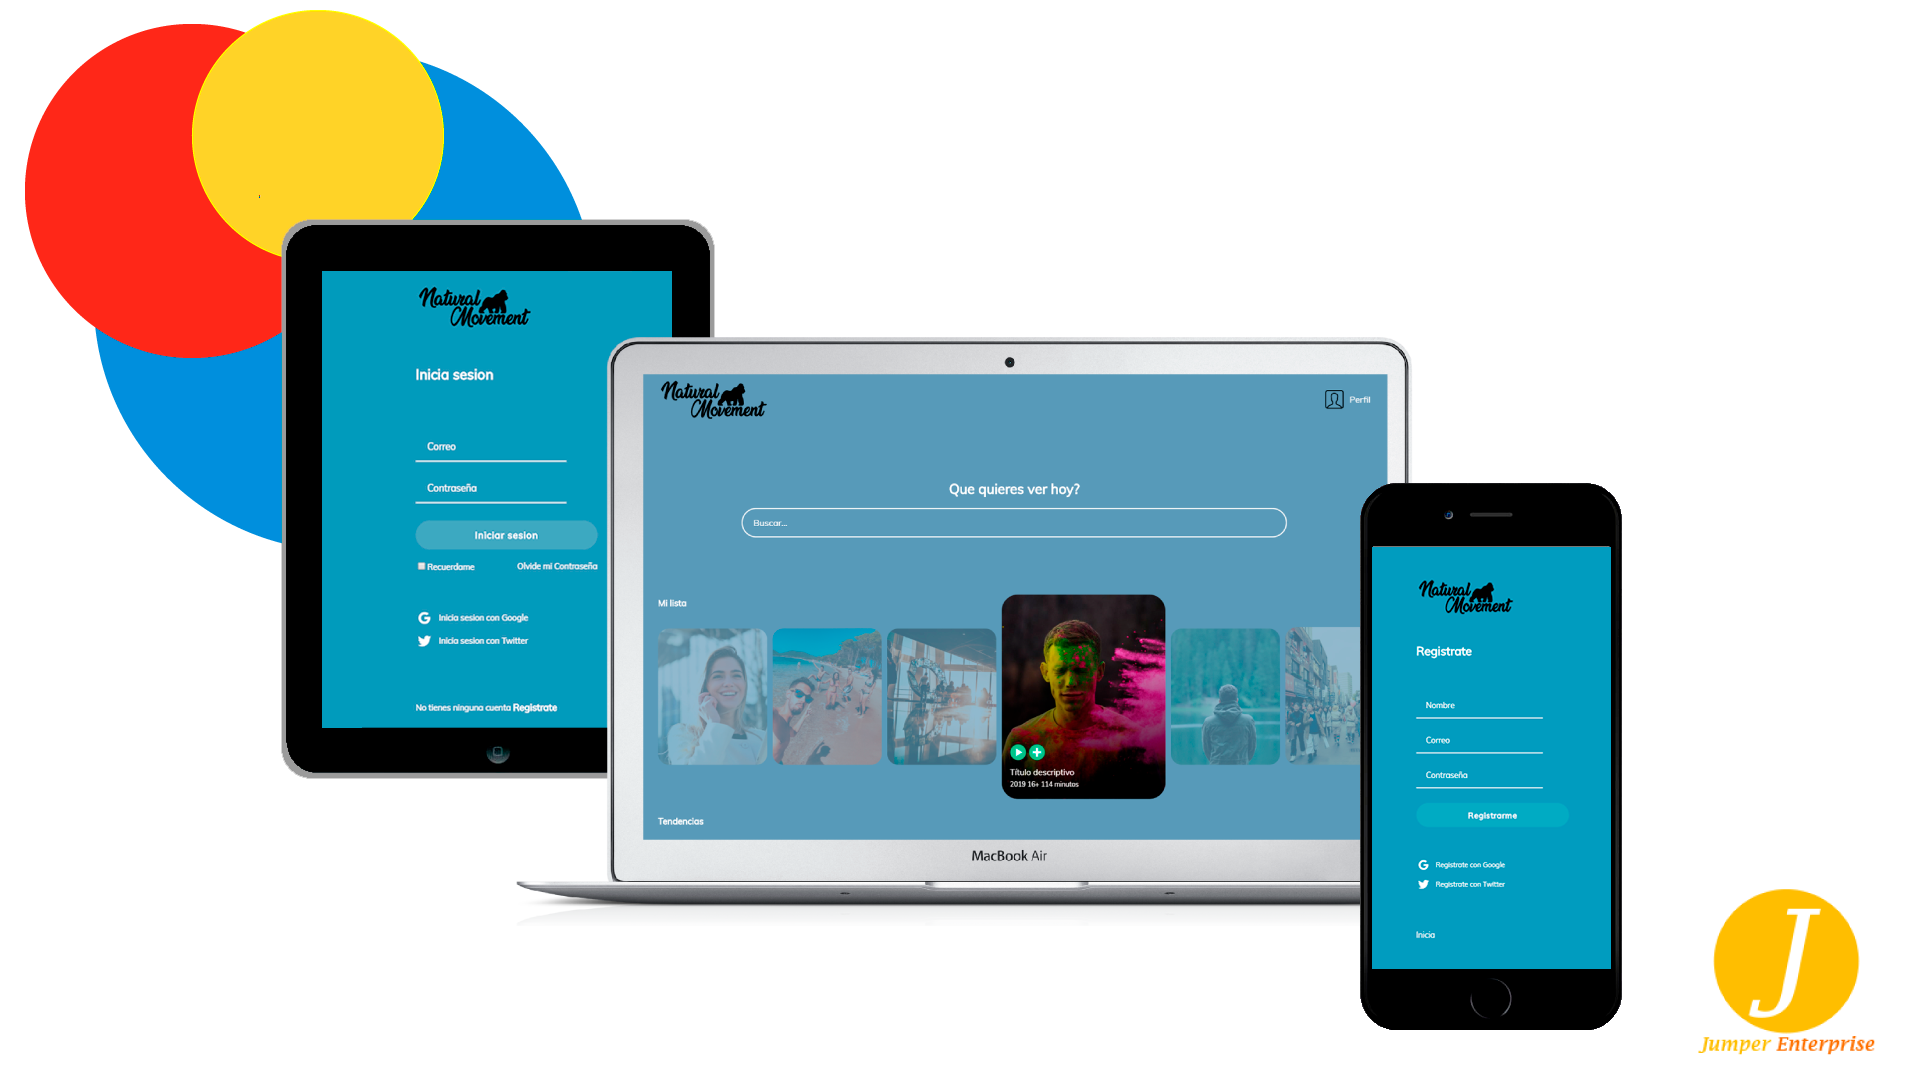 Natural
Movement
Inicia sesion
Correo
Contraseña
Iniciar sesion
Recuerdame
Olvide mi Contraseña
Inicia sesion con Google
Inicia sesion con Twitter
No tienes ninguna cuenta Registrate
Natural
Movement
Perfil
Que quieres ver hoy?
Buscar...
Mi lista
Título descriptivo
2019 16+ 114 minutos
Tendencias
MacBook Air
Natural
Movement
Registrate
Nombre
Correo
Contraseña
Registrarme
Registrate con Google
Registrate con Twitter
Inicia
J
Jumper Enterprise